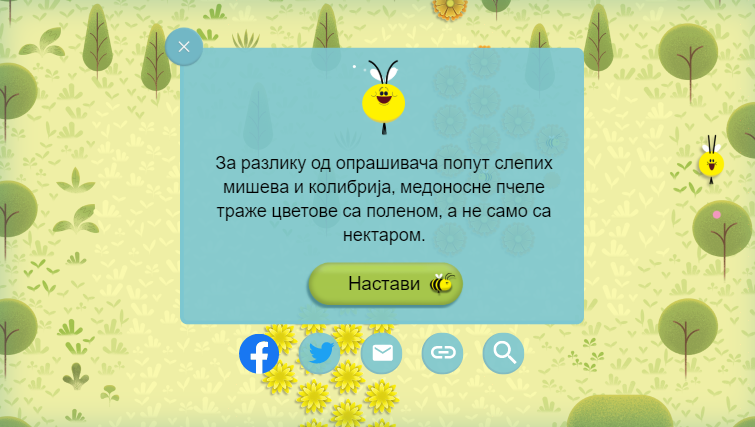 За разлику од опрашивача попут слепих
мишева и колибрија, медоносне пчеле
траже цветове са поленом, а не само са
нектаром.
Настави